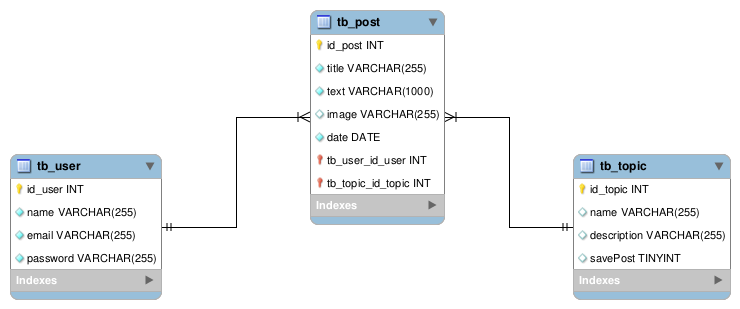 tb_post
id_post INT
title VARCHAR(255)
text VARCHAR(1000)
image VARCHAR(255)
date DATE
tb_user_id_user INT
tb_topic_id_topic INT
Indexes
tb_user
id_user INT
name VARCHAR(255)
email VARCHAR(255)
password VARCHAR(255)
Indexes
tb_topic
id_topic INT
name VARCHAR(255)
description VARCHAR(255)
savePost TINYINT
Indexes